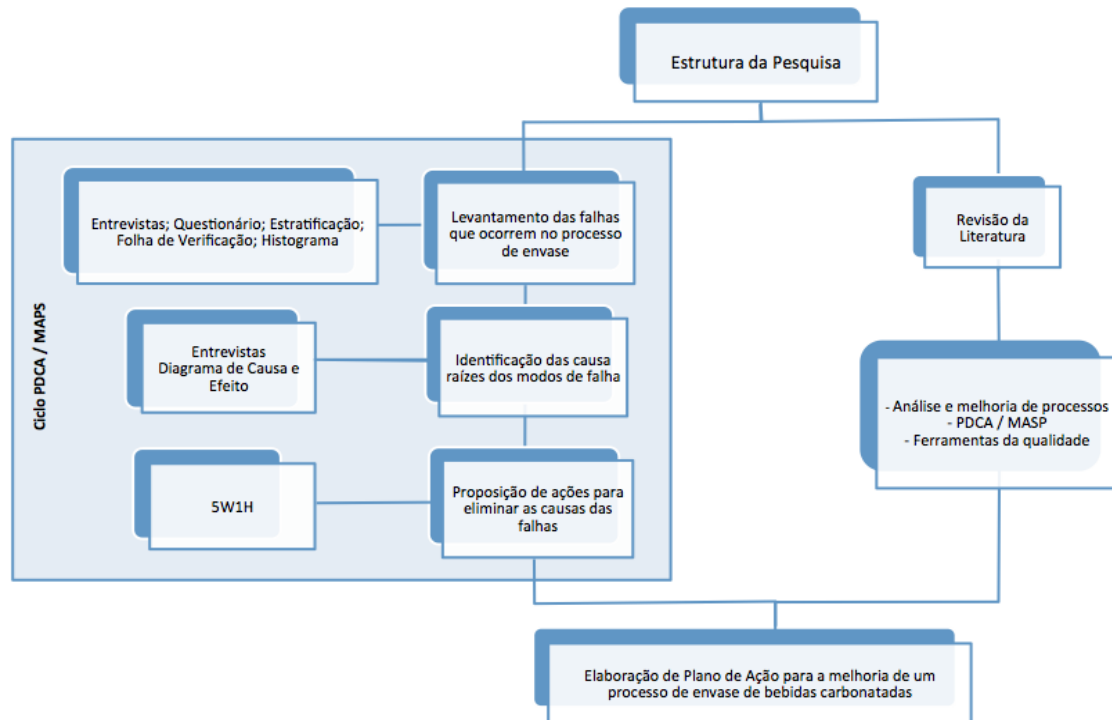 Estrutura da Pesquisa
Ciclo PDCA / MAPS
Entrevistas; Questionário; Estratificação;
Folha de Verificação; Histograma
Levantamento das falhas
que ocorrem no processo
de envase
Revisão da
Literatura
Entrevistas
Diagrama de Causa e
Efeito
Identificação das causa
raízes dos modos de falha
- Análise e melhoria de processos
- PDCA / MASP
- Ferramentas da qualidade
5W1H
Proposição de ações para
eliminar as causas das
falhas
Elaboração de Plano de Ação para a melhoria de um
processo de envase de bebidas carbonatadas